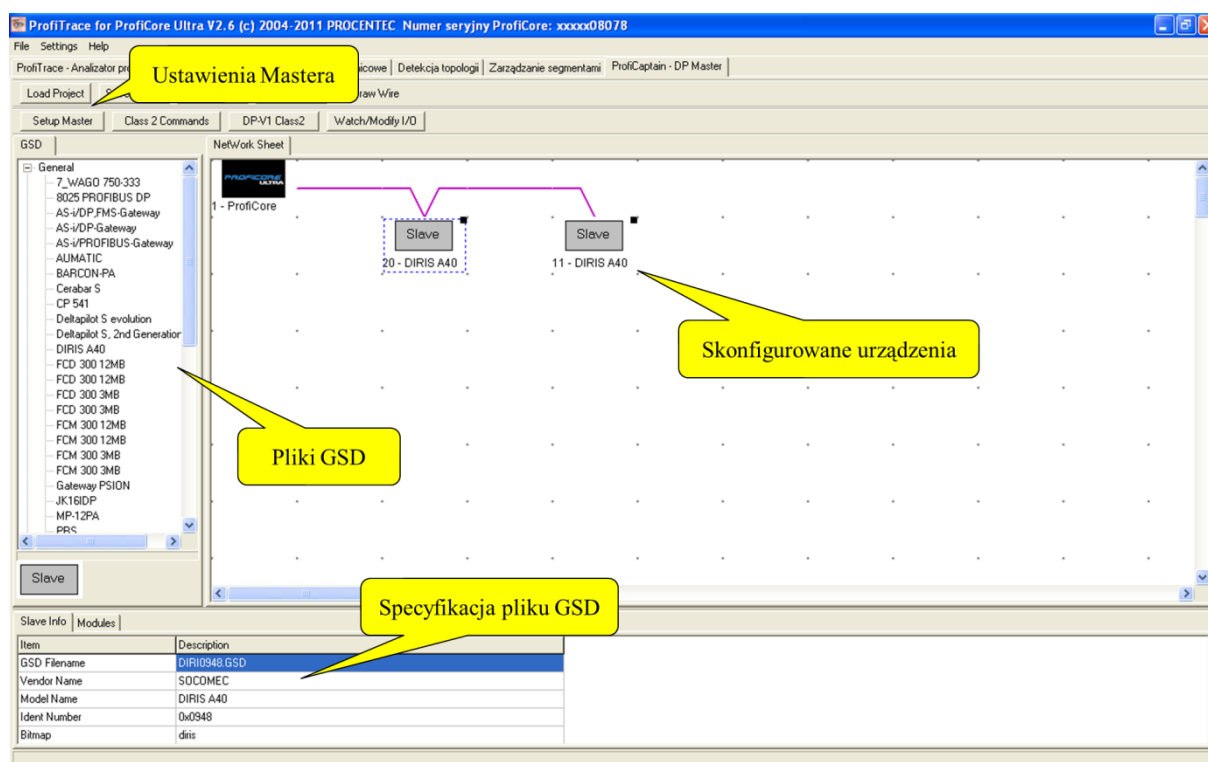 ProfiTrace for ProfiCore Ultra V2.6 (c) 2004-2011 PROCENTEC Numer seryjny ProfiCore: xxxxx08078
File Settings Help
ProfiTrace - Analizator Detekcja topologii Zarządzanie segmentami ProfiCaptain - DP Master
Ustawienia Mastera
Load Project Wire
Setup Master Class 2 Commands DP-V1 Class2 Watch/Modify I/O
GSD NetWork Sheet
General
7_WAGO 750-333
8025 PROFIBUS DP
AS-i/DP,FMS-Gateway
AS-i/DP-Gateway
AS-i/PROFIBUS-Gateway
AUMATIC
BARCON-PA
Cerabar S
CP 541
Deltapilot S evolution
Deltapilot S, 2nd Generation
DIRIS A40
FCD 300 12MB
FCD 300 12MB
FCD 300 3MB
FCD 300 3MB
FCM 300 12MB
FCM 300 12MB
FCM 300 3MB
FCM 300 3MB
Gateway PSION
JK16IDP
MP-12PA
PBS
Slave
PROFICORE
ULTRA
1 - ProfiCore
Slave
20 - DIRIS A40
Slave
11 - DIRIS A40
Skonfigurowane urządzenia
Pliki GSD
Specyfikacja pliku GSD
Slave Info Modules
Item Description
GSD Filename DIRI0948.GSD
Vendor Name SOCOMEC
Model Name DIRIS A40
Ident Number 0x0948
Bitmap diris